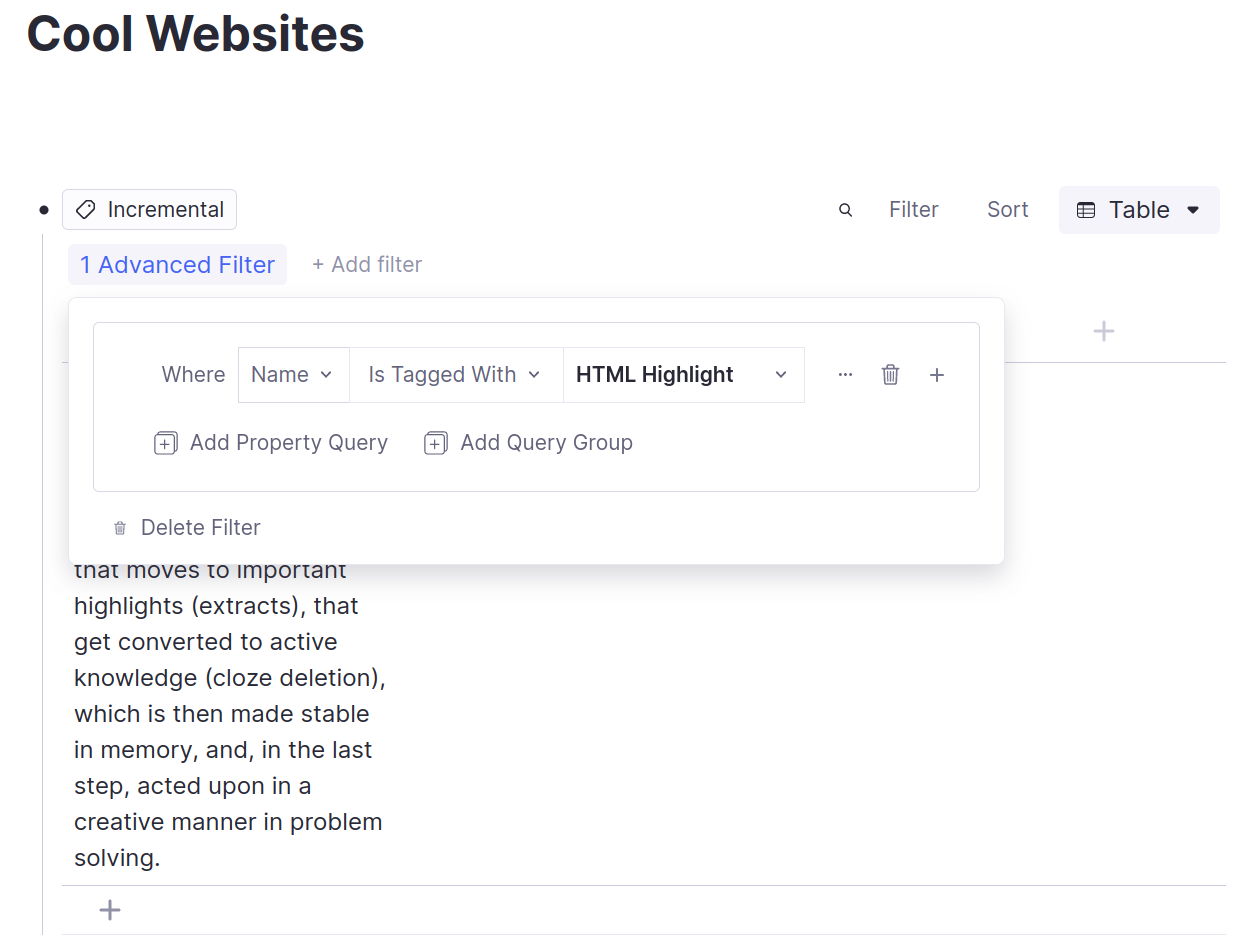 Cool Websites
Incremental
Filter
Sort
Table
1 Advanced Filter
+ Add filter
Where
Name
Is Tagged With
HTML Highlight
Add Property Query
Add Query Group
Delete Filter
that moves to important
highlights (extracts), that
get converted to active
knowledge (cloze deletion),
which is then made stable
in memory, and, in the last
step, acted upon in a
creative manner in problem
solving.